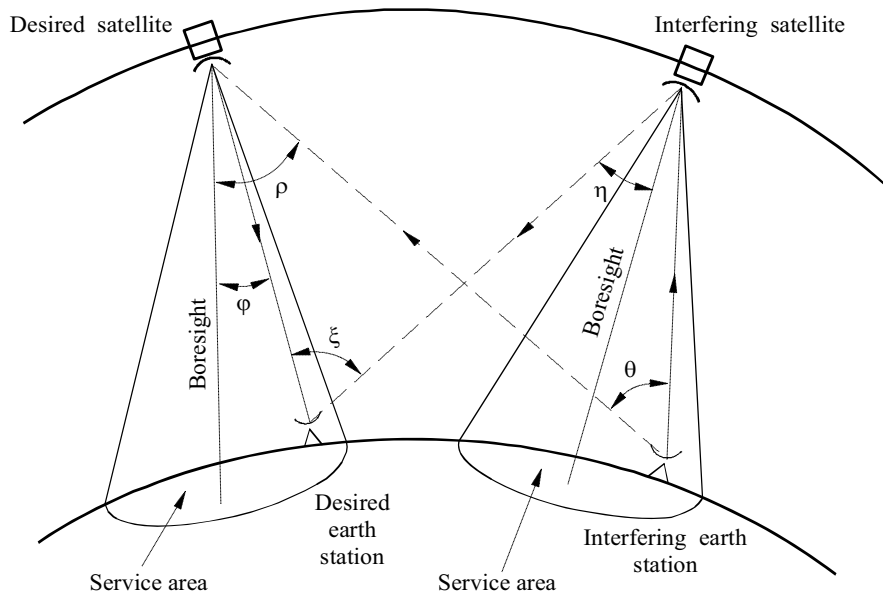 Desired satellite
Interfering satellite
ρ
η
Boresight
Boresight
φ
ξ
θ
Desired
earth
station
Service area
Service area
Interfering earth
station